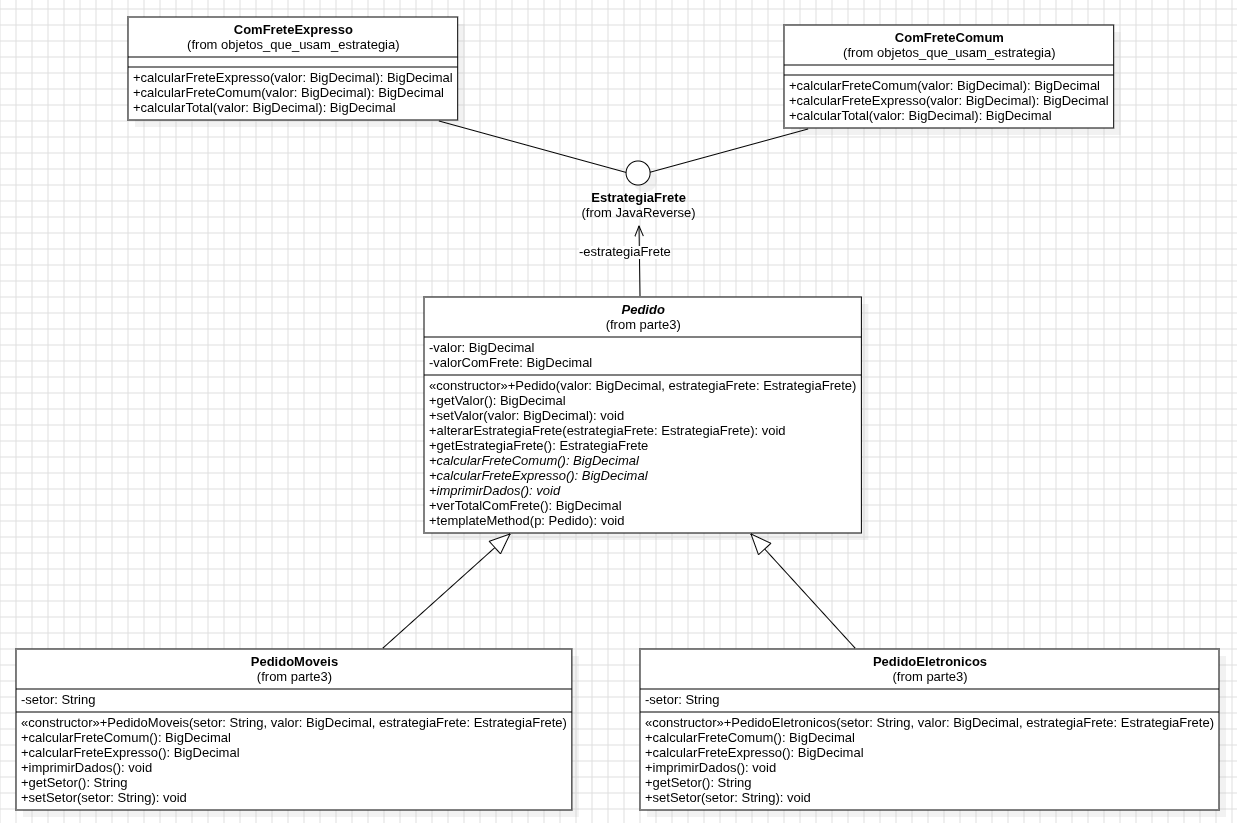 ComFreteExpresso
(from objetos_que_usam_estrategia)
+calcularFreteExpresso(valor: BigDecimal): BigDecimal
+calcularFreteComum(valor: BigDecimal): BigDecimal
+calcularTotal(valor: BigDecimal): BigDecimal
ComFreteComum
(from objetos_que_usam_estrategia)
+calcularFreteComum(valor: BigDecimal): BigDecimal
+calcularFreteExpresso(valor: BigDecimal): BigDecimal
+calcularTotal(valor: BigDecimal): BigDecimal
EstrategiaFrete
(from JavaReverse)
-estrategiaFrete
Pedido
(from parte3)
-valor: BigDecimal
-valorComFrete: BigDecimal
«constructor»+Pedido(valor: BigDecimal, estrategiaFrete: EstrategiaFrete)
+getValor(): BigDecimal
+setValor(valor: BigDecimal): void
+alterarEstrategiaFrete(estrategiaFrete: EstrategiaFrete): void
+getEstrategiaFrete(): EstrategiaFrete
+calcularFreteComum(): BigDecimal
+calcularFreteExpresso(): BigDecimal
+imprimirDados(): void
+verTotalComFrete(): BigDecimal
+templateMethod(p: Pedido): void
PedidoMoveis
(from parte3)
-setor: String
«constructor»+PedidoMoveis(setor: String, valor: BigDecimal, estrategiaFrete: EstrategiaFrete)
+calcularFreteComum(): BigDecimal
+calcularFreteExpresso(): BigDecimal
+imprimirDados(): void
+getSetor(): String
+setSetor(setor: String): void
PedidoEletronicos
(from parte3)
-setor: String
«constructor»+PedidoEletronicos(setor: String, valor: BigDecimal, estrategiaFrete: EstrategiaFrete)
+calcularFreteComum(): BigDecimal
+calcularFreteExpresso(): BigDecimal
+imprimirDados(): void
+getSetor(): String
+setSetor(setor: String): void